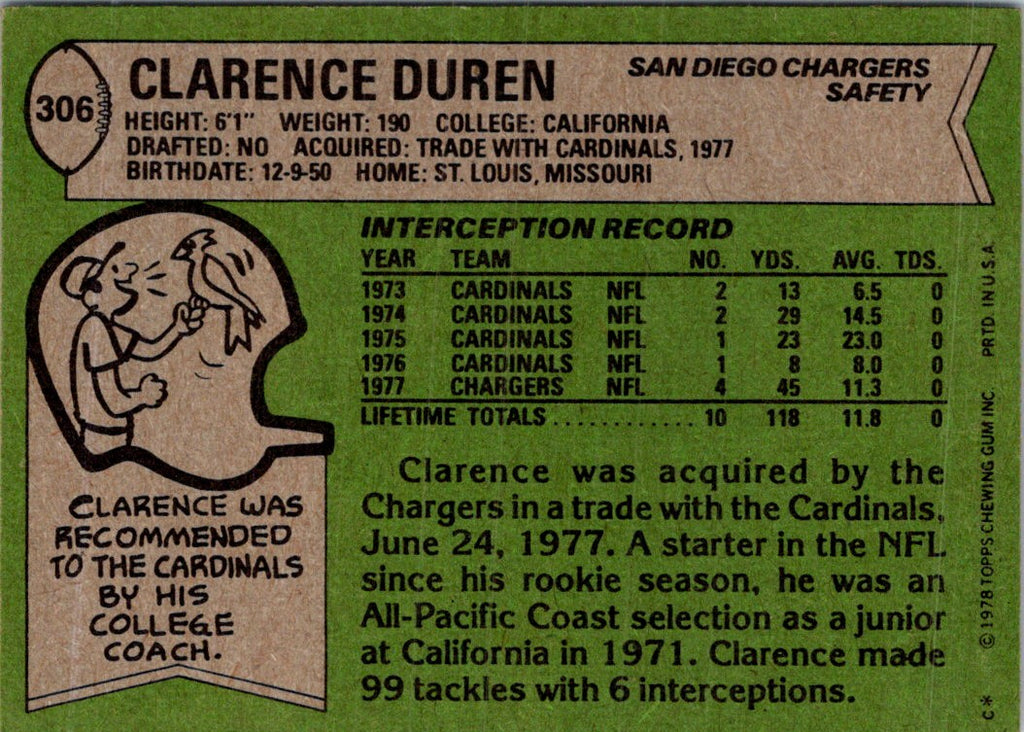 306
CLARENCE DUREN
SAN DIEGO CHARGERS
SAFETY
HEIGHT: 6'1" WEIGHT: 190 COLLEGE: CALIFORNIA
DRAFTED: NO ACQUIRED: TRADE WITH CARDINALS, 1977
BIRTHDATE: 12-9-50 HOME: ST. LOUIS, MISSOURI
INTERCEPTION RECORD
YEAR TEAM NO. YDS. AVG. TDS.
1973 CARDINALS NFL 2 13 6.5 0
1974 CARDINALS NFL 2 29 14.5 0
1975 CARDINALS NFL 1 23 23.0 0
1976 CARDINALS NFL 1 8 8.0 0
1977 CHARGERS NFL 4 45 11.3 0
LIFETIME TOTALS............ 10 118 11.8 0
Clarence was acquired by the
Chargers in a trade with the Cardinals,
June 24, 1977. A starter in the NFL
since his rookie season, he was an
All-Pacific Coast selection as a junior
at California in 1971. Clarence made
99 tackles with 6 interceptions.
CLARENCE WAS
RECOMMENDED
TO THE CARDINALS
BY HIS
COLLEGE
COACH.
C* © 1978 TOPPS CHEWING GUM INC. PRTD. IN U.S.A.